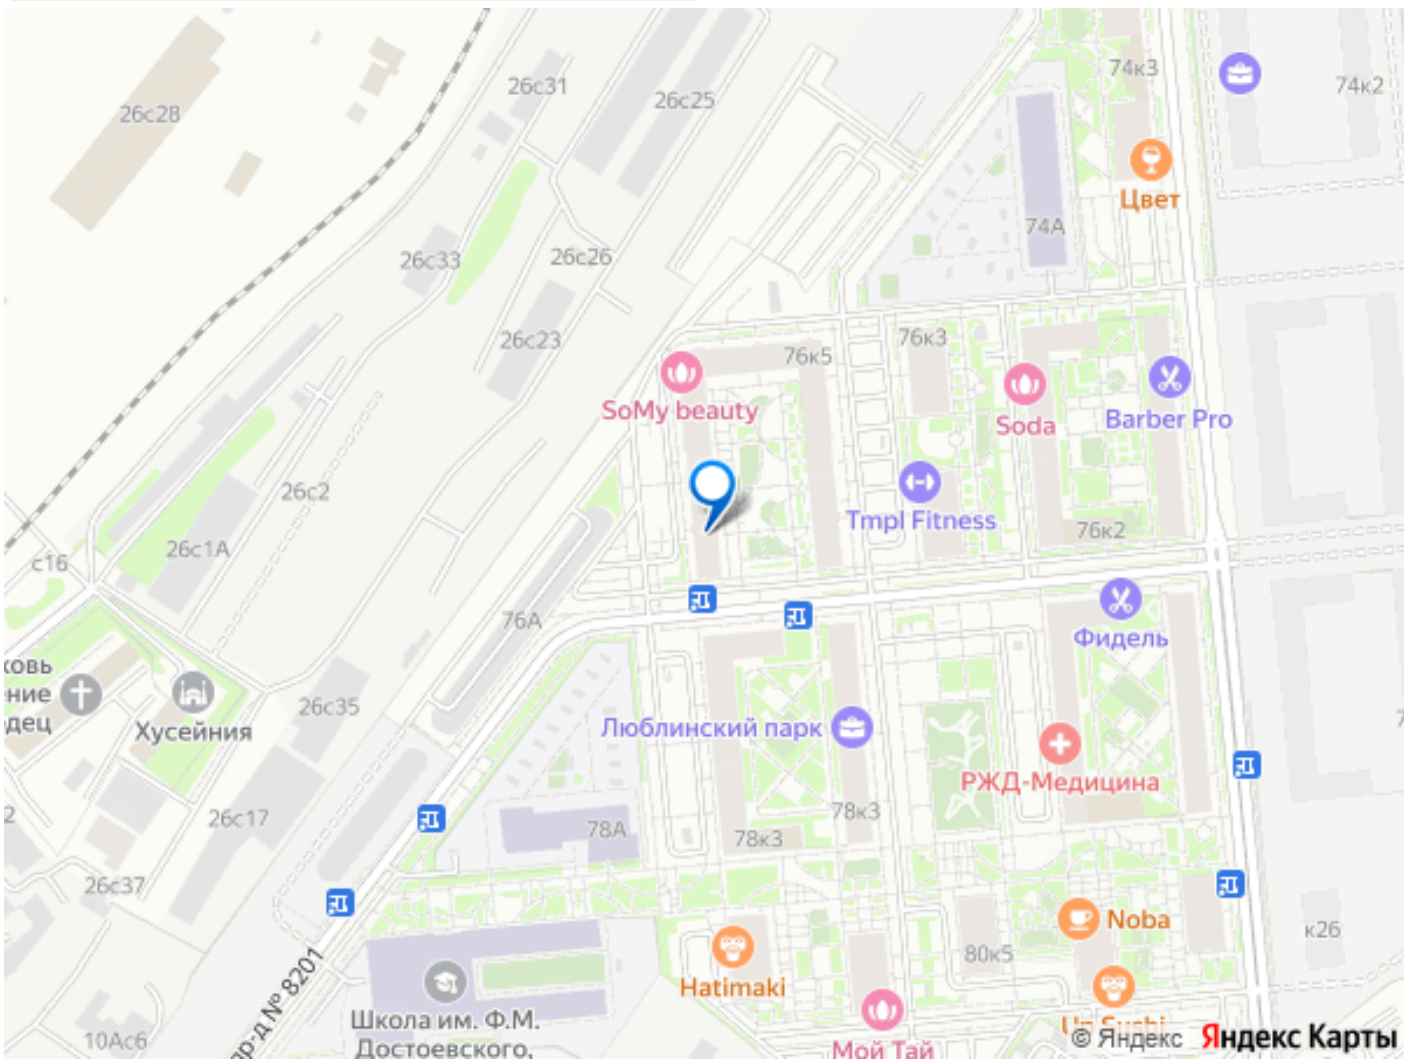 74к3
74к2
26с31
26с25
26с28
Цвет
74А
26с33
26с26
26с23
76к5
76к3
SoMy beauty
Soda
Barber Pro
26с2
Tmpl Fitness
76к2
26с1А
с16
76А
Фидель
ковь
ние
дец
Хусейния
26с35
Люблинский парк
РЖД-Медицина
26с17
78А
78к3
78к3
26с37
Noba
к26
80к5
Hatimaki
пр-д № 8201
10Ас6
Школа им. Ф.М.
Достоевского,
Мой Тай
© Яндекс Яндекс Карты